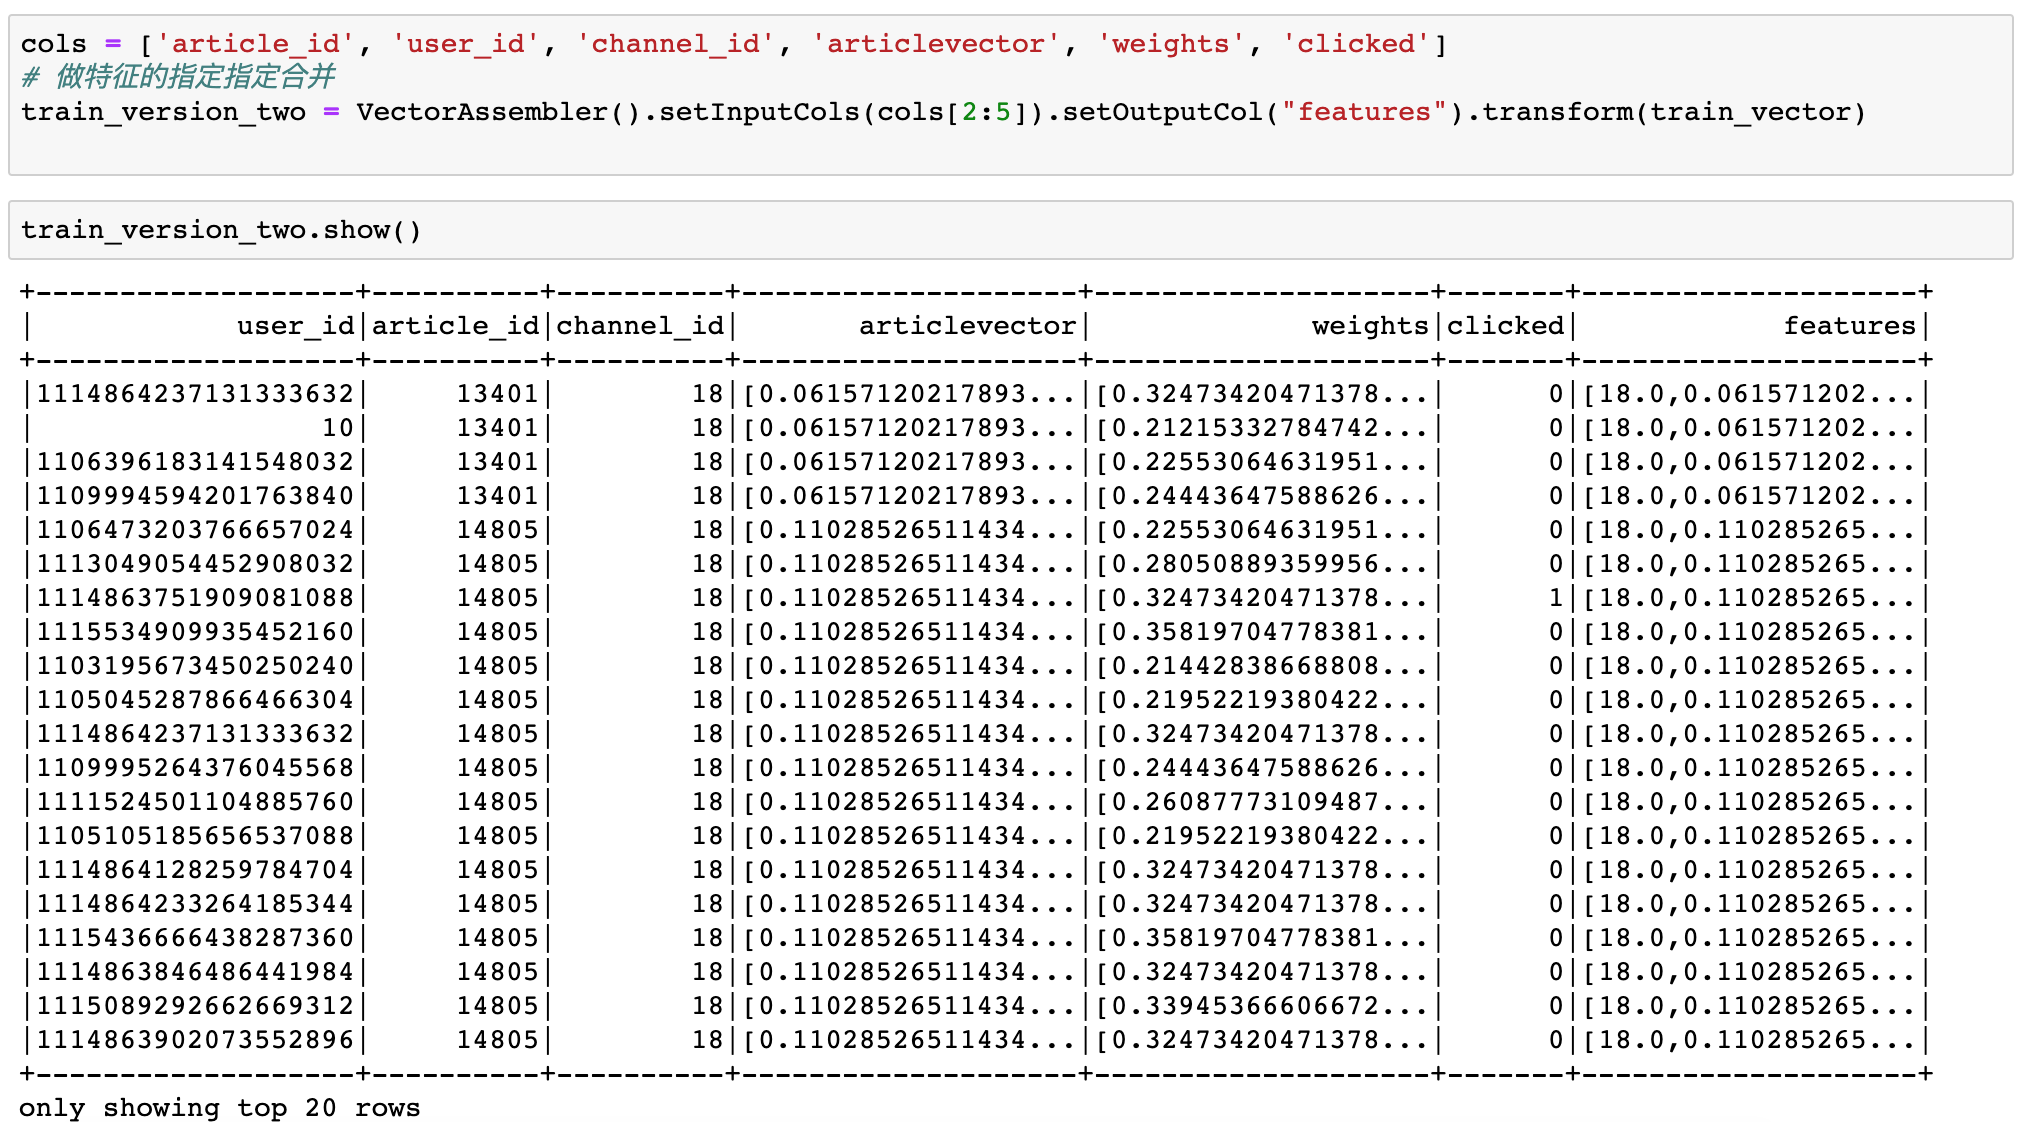 cols = ['article_id', 'user_id', 'channel_id', 'articlevector', 'weights', 'clicked']
# 做特征的指定指定合并
train_version_two = VectorAssembler().setInputCols(cols[2:5]).setOutputCol("features").transform(train_vector)
train_version_two.show()
+-------------------+----------+----------+--------------------+--------------------+-------+--------------------+
|            user_id|article_id|channel_id|       articlevector|             weights|clicked|            features|
+-------------------+----------+----------+--------------------+--------------------+-------+--------------------+
|1114864237131333632|     13401|        18|[0.06157120217893...|[0.32473420471378...|      0|[18.0,0.061571202...|
|                 10|     13401|        18|[0.06157120217893...|[0.21215332784742...|      0|[18.0,0.061571202...|
|1106396183141548032|     13401|        18|[0.06157120217893...|[0.22553064631951...|      0|[18.0,0.061571202...|
|1109994594201763840|     13401|        18|[0.06157120217893...|[0.24443647588626...|      0|[18.0,0.061571202...|
|1106473203766657024|     14805|        18|[0.11028526511434...|[0.22553064631951...|      0|[18.0,0.110285265...|
|1113049054452908032|     14805|        18|[0.11028526511434...|[0.28050889359956...|      0|[18.0,0.110285265...|
|1114863751909081088|     14805|        18|[0.11028526511434...|[0.32473420471378...|      1|[18.0,0.110285265...|
|1115534909935452160|     14805|        18|[0.11028526511434...|[0.35819704778381...|      0|[18.0,0.110285265...|
|1103195673450250240|     14805|        18|[0.11028526511434...|[0.21442838668808...|      0|[18.0,0.110285265...|
|1105045287866466304|     14805|        18|[0.11028526511434...|[0.21952219380422...|      0|[18.0,0.110285265...|
|1114864237131333632|     14805|        18|[0.11028526511434...|[0.32473420471378...|      0|[18.0,0.110285265...|
|1109995264376045568|     14805|        18|[0.11028526511434...|[0.24443647588626...|      0|[18.0,0.110285265...|
|1111524501104885760|     14805|        18|[0.11028526511434...|[0.26087773109487...|      0|[18.0,0.110285265...|
|1105105185656537088|     14805|        18|[0.11028526511434...|[0.21952219380422...|      0|[18.0,0.110285265...|
|1114864128259784704|     14805|        18|[0.11028526511434...|[0.32473420471378...|      0|[18.0,0.110285265...|
|1114864233264185344|     14805|        18|[0.11028526511434...|[0.32473420471378...|      0|[18.0,0.110285265...|
|1115436666438287360|     14805|        18|[0.11028526511434...|[0.35819704778381...|      0|[18.0,0.110285265...|
|1114863846486441984|     14805|        18|[0.11028526511434...|[0.32473420471378...|      0|[18.0,0.110285265...|
|1115089292662669312|     14805|        18|[0.11028526511434...|[0.33945366606672...|      0|[18.0,0.110285265...|
|1114863902073552896|     14805|        18|[0.11028526511434...|[0.32473420471378...|      0|[18.0,0.110285265...|
+-------------------+----------+----------+--------------------+--------------------+-------+--------------------+
only showing top 20 rows